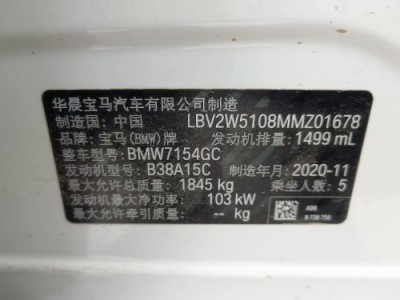 华晨宝马汽车有限公司制造
制造国: 中国 LBV2W5108MMZ01678
品牌: 宝马(BMW)牌 发动机排量: 1499 mL
整车型号: BMW7154GC
发动机型号: B38A15C 制造年月: 2020-11
最大允许总质量: 1845 kg 乘坐人数: 5
发动机最大净功率: 103 kW
最大允许牵引质量: -- kg